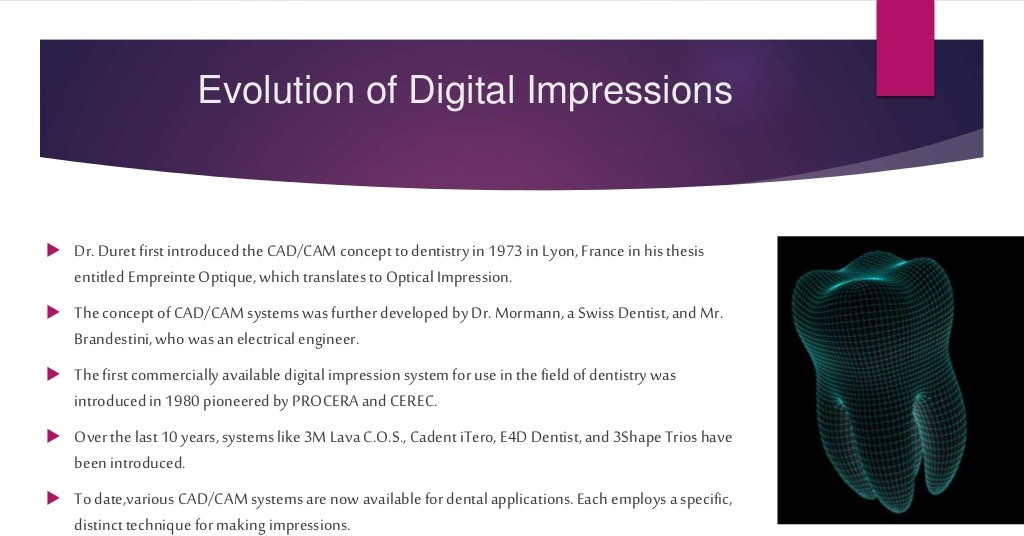 Evolution of Digital Impressions
Dr. Duret first introduced the CAD/CAM concept to dentistry in 1973 in Lyon, France in his thesis
entitled Empreinte Optique, which translates to Optical Impression.
The concept of CAD/CAM systems was further developed by Dr. Mormann, a Swiss Dentist, and Mr.
Brandestini, who was an electrical engineer.
The first commercially available digital impression system for use in the field of dentistry was
introduced in 1980 pioneered by PROCERA and CEREC.
Over the last 10 years, systems like 3M Lava C.O.S., Cadent iTero, E4D Dentist, and 3Shape Trios have
been introduced.
To date,various CAD/CAM systems are now available for dental applications. Each employs a specific,
distinct technique for making impressions.